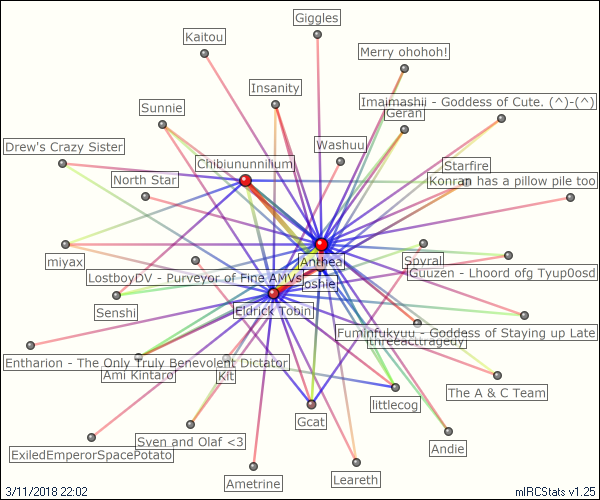 Giggles
Kaitou
Merry ohohoh!
Insanity
Imaimashii - Goddess of Cute. (^)-(^)
Sunnie
Geran
Drew's Crazy Sister
Washuu
Chibiununnilium
Starfire
North Star
Konran has a pillow pile too
miyax
Anthea
Spyral
LostboyDV - Purveyor of Fine AMVs
Guuzen - Lhoord ofg Tyup0osd
oshie
Senshi
Eldrick Tobin
Fuminfukyuu - Goddess of Staying up Late
threeacttragedy
Entharion - The Only Truly Benevolent Dictator
Ami Kintaro
Kit
The A & C Team
littlecog
Gcat
Sven and Olaf <3
Andie
ExiledEmperorSpacePotato
Ametrine
Leareth
3/11/2018 22:02
mIRCStats v1.25